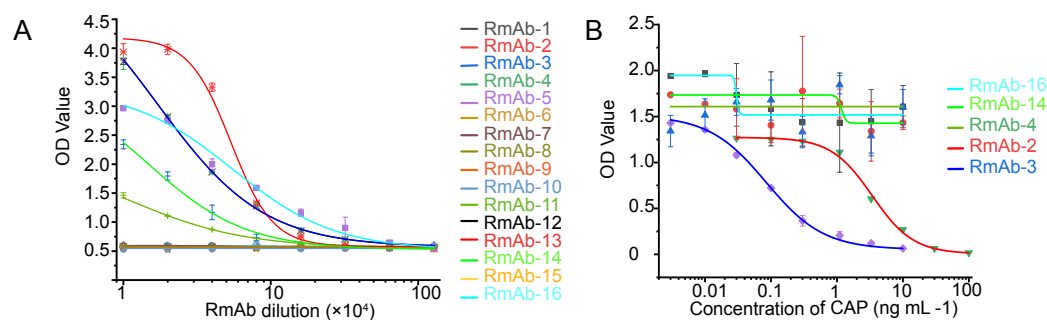 A
OD Value
4.5
4.0
3.5
3.0
2.5
2.0
1.5
1.0
0.5
1
10
100
RmAb dilution (×10⁴)
RmAb-1
RmAb-2
RmAb-3
RmAb-4
RmAb-5
RmAb-6
RmAb-7
RmAb-8
RmAb-9
RmAb-10
RmAb-11
RmAb-12
RmAb-13
RmAb-14
RmAb-15
RmAb-16
B
OD Value
2.5
2.0
1.5
1.0
0.5
0
0.01
0.1
1
10
100
Concentration of CAP (ng mL -1)
RmAb-16
RmAb-14
RmAb-4
RmAb-2
RmAb-3